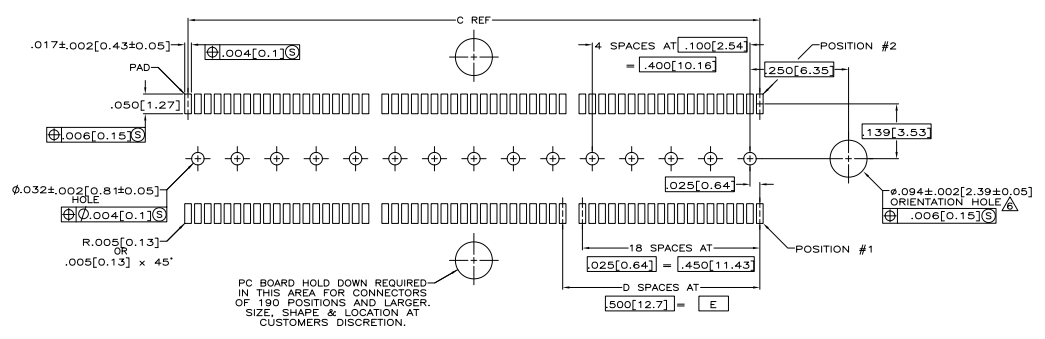 C REF
.017±.002[0.43±0.05]
⌖.004[0.1]Ⓢ
4 SPACES AT .100[2.54]
= .400[10.16]
POSITION #2
.250[6.35]
PAD
.050[1.27]
⌖.006[0.15]Ⓢ
.139[3.53]
.025[0.64]
ø.032±.002[0.81±0.05]
HOLE
⌖ø.004[0.1]Ⓢ
ø.094±.002[2.39±0.05]
ORIENTATION HOLE 6
⌖ .006[0.15]Ⓢ
R.005[0.13]
OR
.005[0.13] x 45°
18 SPACES AT
.025[0.64] = .450[11.43]
POSITION #1
D SPACES AT
.500[12.7] = E
PC BOARD HOLD DOWN REQUIRED
IN THIS AREA FOR CONNECTORS
OF 190 POSITIONS AND LARGER.
SIZE, SHAPE & LOCATION AT
CUSTOMERS DISCRETION.